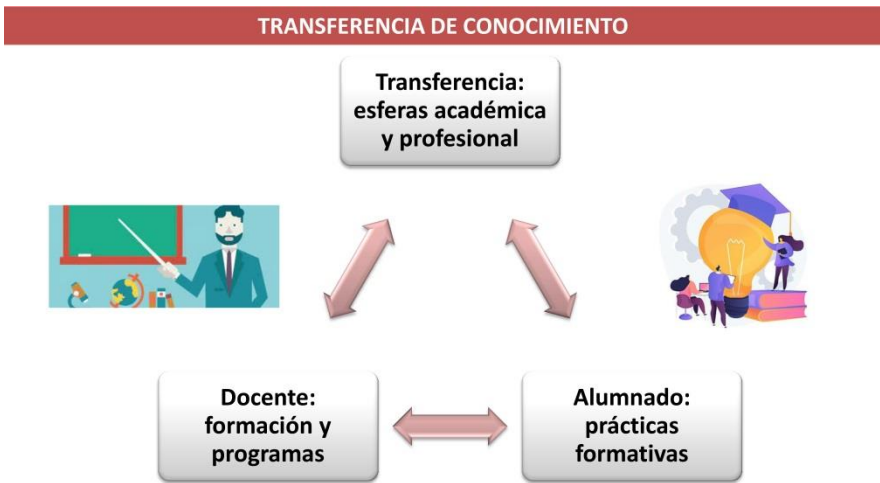 TRANSFERENCIA DE CONOCIMIENTO
Transferencia:
esferas académica
y profesional
Docente:
formación y
programas
Alumnado:
prácticas
formativas